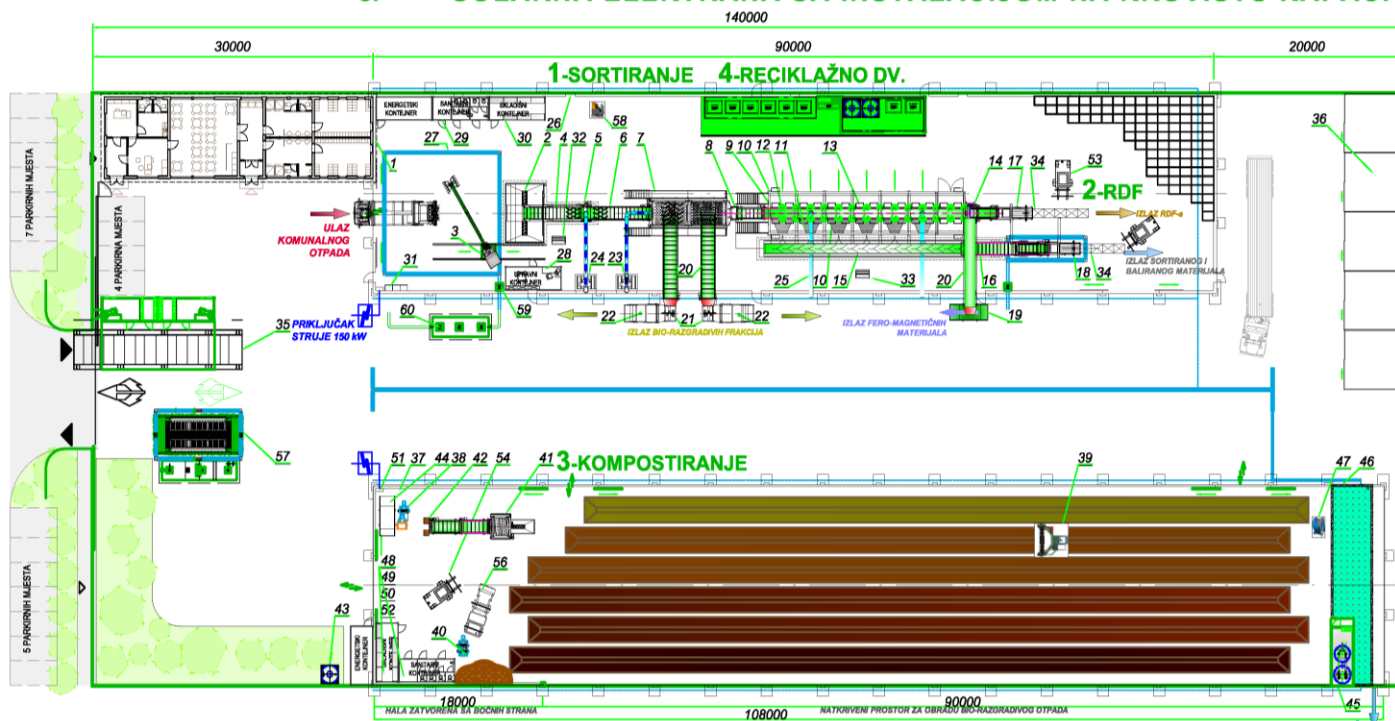 140000
30000
90000
20000
1-SORTIRANJE 4-RECIKLAŽNO DV.
ENERGETSKI
KONTEJNER
SKLADIŠNI
KONTEJNER
27
29
30
26
58
36
1
2
4
32
5
6
7
8
9
10
12
11
13
14
17
34
53
2-RDF
7 PARKIRNIH MJESTA
4 PARKIRNA MJESTA
ULAZ
KOMUNALNOG
OTPADA
3
IZLAZ RDF-a
IZLAZ SORTIRANOG I
BALIRANOG MATERIJALA
31
28
24
23
20
25
10
15
33
20
16
18
34
35
PRIKLJUČAK
STRUJE 150 kW
60
59
22
21
22
IZLAZ BIO-RAZGRADIVIH FRAKCIJA
IZLAZ FERO-MAGNETIČNIH
MATERIJALA
19
57
51
37
44
38
42
54
41
3-KOMPOSTIRANJE
39
47
46
5 PARKIRNIH MJESTA
48
49
50
52
56
43
40
ENERGETSKI
KONTEJNER
SANITARNI
KONTEJNER
45
18000
90000
HALA ZATVORENA SA BOČNIH STRANA
108000
NATKRIVENI PROSTOR ZA OBRADU BIO-RAZGRADIVOG OTPADA